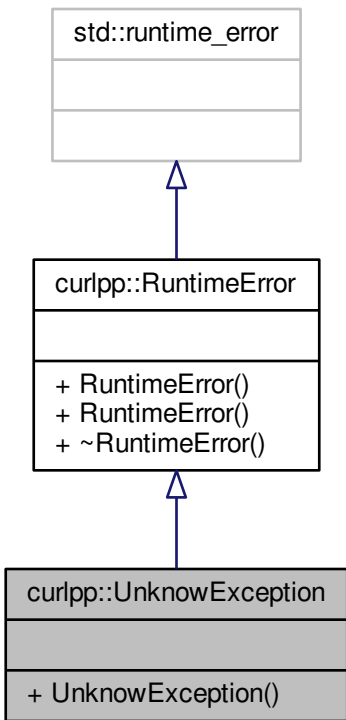 std::runtime_error
curlpp::RuntimeError
+ RuntimeError()
+ RuntimeError()
+ ~RuntimeError()
curlpp::UnknowException
+ UnknowException()